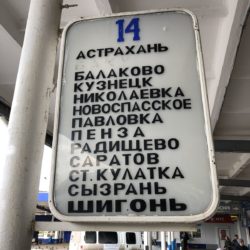 14
АСТРАХАНЬ
БАЛАКОВО
КУЗНЕЦК
НИКОЛАЕВКА
НОВОСПАССКОЕ
ПАВЛОВКА
ПЕНЗА
РАДИЩЕВО
САРАТОВ
СТ.КУЛАТКА
СЫЗРАНЬ
ШИГОНЬ